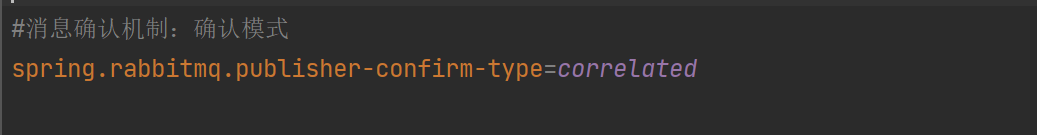 #消息确认机制：确认模式
spring.rabbitmq.publisher-confirm-type=correlated